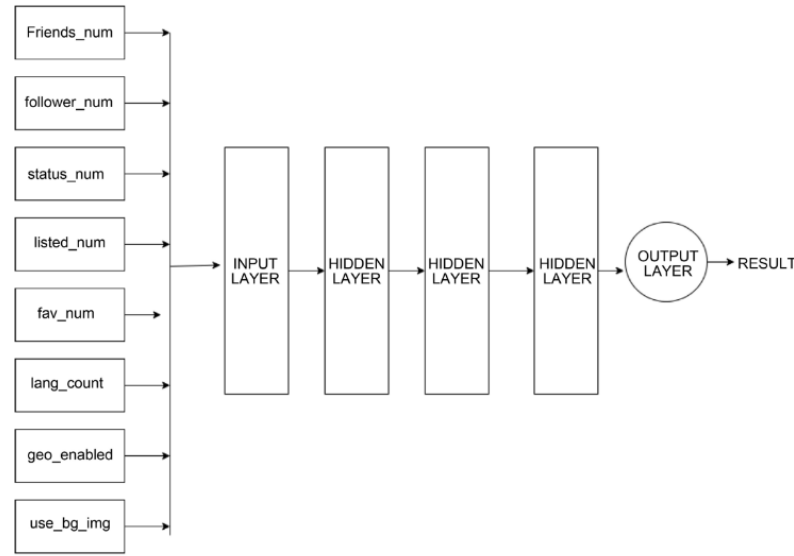 Friends_num
follower_num
status_num
listed_num
fav_num
lang_count
geo_enabled
use_bg_img
INPUT
LAYER
HIDDEN
LAYER
HIDDEN
LAYER
HIDDEN
LAYER
OUTPUT
LAYER
RESULT